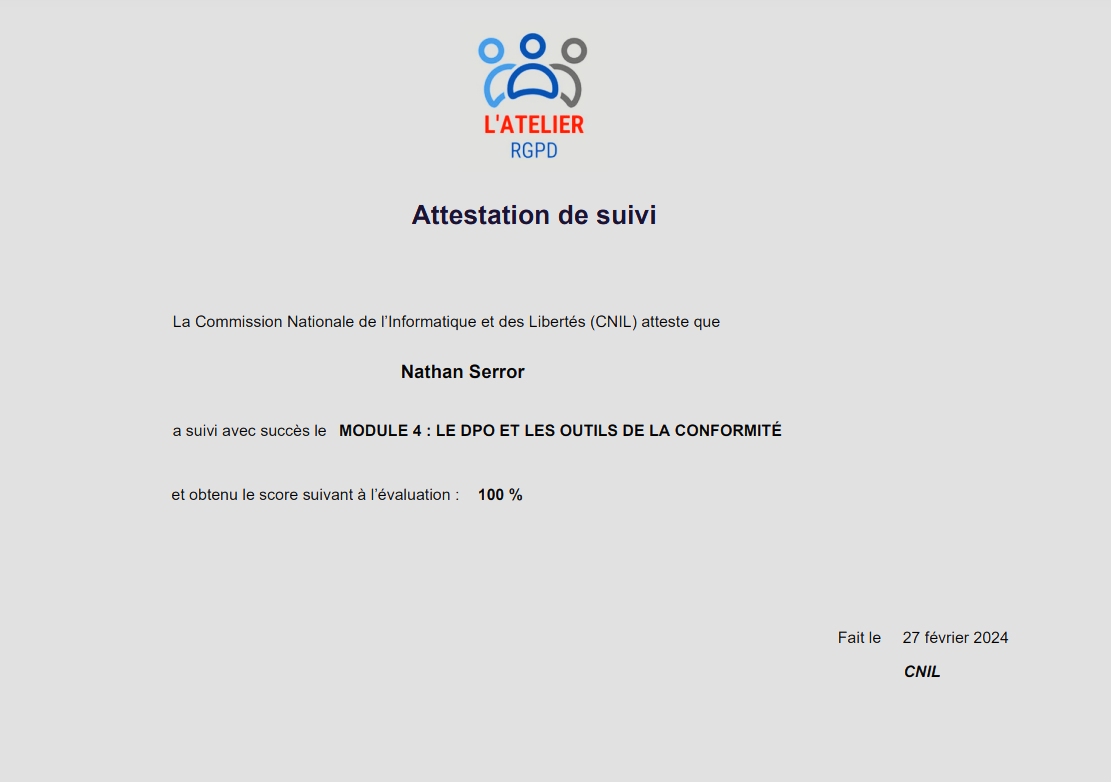 L'ATELIER
RGPD
Attestation de suivi
La Commission Nationale de l’Informatique et des Libertés (CNIL) atteste que
Nathan Serror
a suivi avec succès le MODULE 4 : LE DPO ET LES OUTILS DE LA CONFORMITÉ
et obtenu le score suivant à l’évaluation : 100 %
Fait le 27 février 2024
CNIL